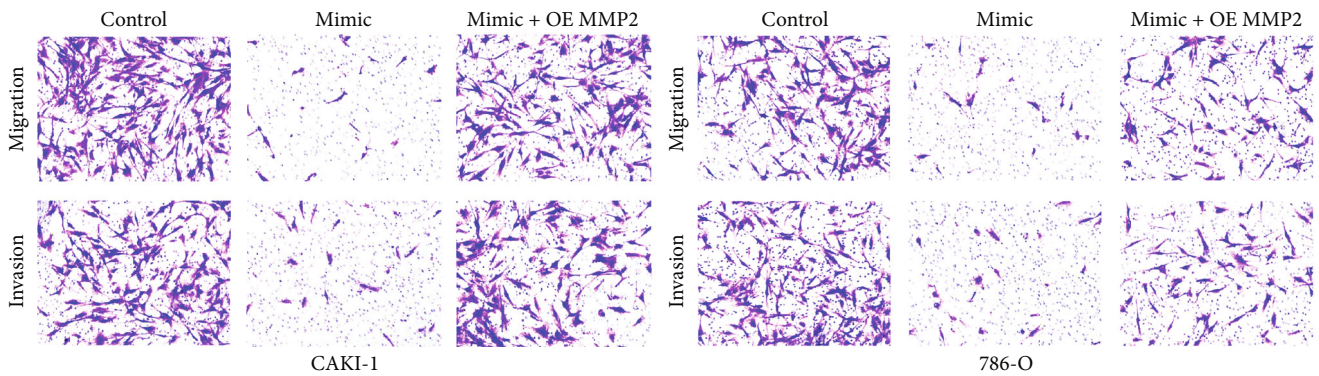 Control Mimic Mimic + OE MMP2 Control Mimic Mimic + OE MMP2
Migration
Migration
Invasion
Invasion
CAKI-1
786-O